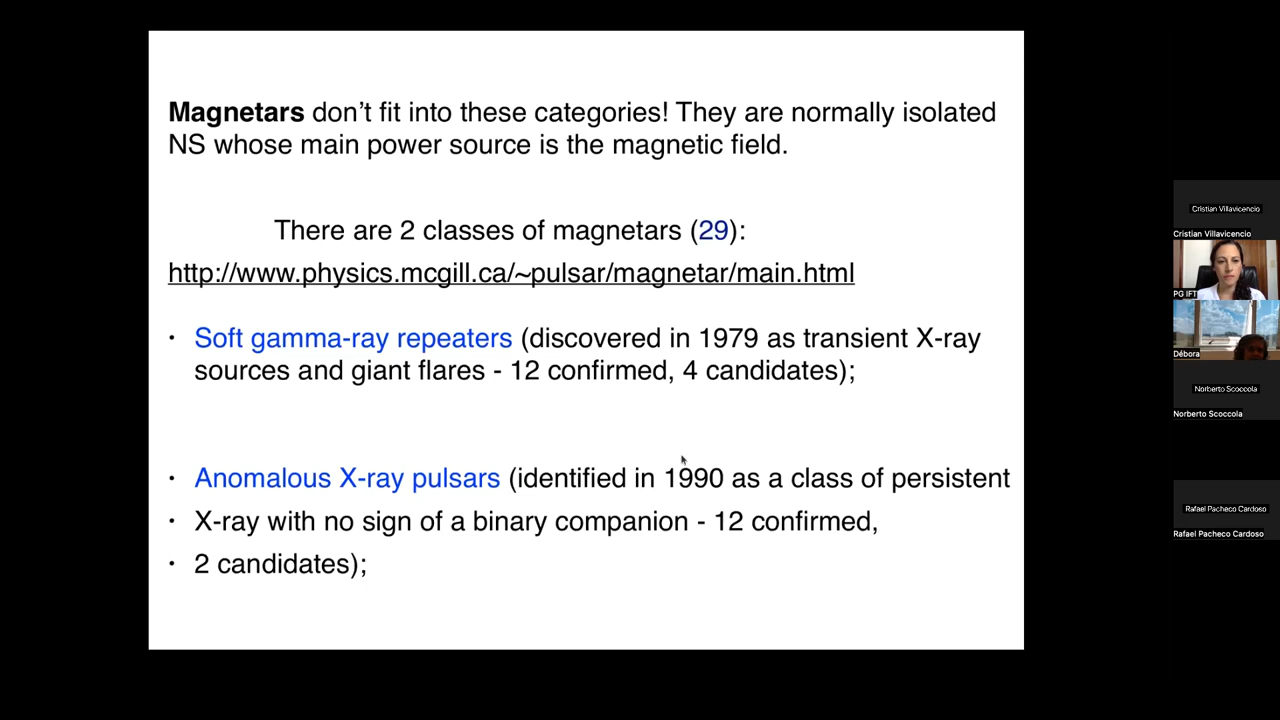 Magnetars don't fit into these categories! They are normally isolated
NS whose main power source is the magnetic field.
There are 2 classes of magnetars (29):
http://www.physics.mcgill.ca/~pulsar/magnetar/main.html
· Soft gamma-ray repeaters (discovered in 1979 as transient X-ray
sources and giant flares - 12 confirmed, 4 candidates);
· Anomalous X-ray pulsars (identified in 1990 as a class of persistent
· X-ray with no sign of a binary companion - 12 confirmed,
· 2 candidates);
Cristian Villavicencio
Cristian Villavicencio
PG IFT
Débora
Norberto Scoccola
Norberto Scoccola
Rafael Pacheco Cardoso
Rafael Pacheco Cardoso